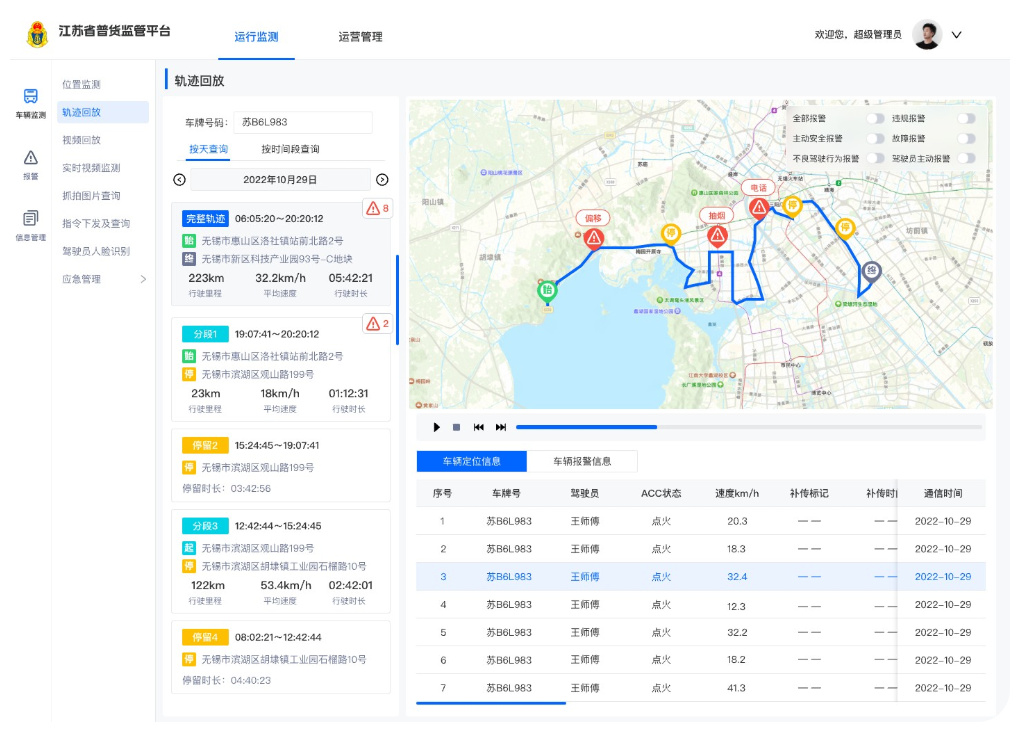 江苏省普货监管平台
运行监测
运营管理
欢迎您，超级管理员
车辆监测
报警
信息管理
位置监测
轨迹回放
视频回放
实时视频监测
抓拍图片查询
指令下发及查询
驾驶员人脸识别
应急管理
轨迹回放
车牌号码：
苏B6L983
按天查询
按时间段查询
2022年10月29日
完整轨迹 06:05:20～20:20:12
8
始 无锡市惠山区洛社镇站前北路2号
终 无锡市新区科技产业园93号-C地块
223km 32.2km/h 05:42:21
行驶里程 平均速度 行驶时长
分段1 19:07:41～20:20:12
2
始 无锡市惠山区洛社镇站前北路2号
停 无锡市滨湖区观山路199号
23km 18km/h 01:12:31
行驶里程 平均速度 行驶时长
停留2 15:24:45～19:07:41
停 无锡市滨湖区观山路199号
停留时长：03:42:56
分段3 12:42:44～15:24:45
起 无锡市滨湖区观山路199号
停 无锡市滨湖区胡埭镇工业园石榴路10号
122km 53.4km/h 02:42:01
行驶里程 平均速度 行驶时长
停留4 08:02:21～12:42:44
停 无锡市滨湖区胡埭镇工业园石榴路10号
停留时长：04:40:23
全部报警 违规报警
主动安全报警 故障报警
不良驾驶行为报警 驾驶员主动报警
阳山镇
胡埭镇
坊前镇
偏移
抽烟
电话
停
停
停
始
终
车辆定位信息
车辆报警信息
序号 车牌号 驾驶员 ACC状态 速度km/h 补传标记 补传时 通信时间
1 苏B6L983 王师傅 点火 20.3 —— —— 2022-10-29
2 苏B6L983 王师傅 点火 18.3 —— —— 2022-10-29
3 苏B6L983 王师傅 点火 32.4 —— —— 2022-10-29
4 苏B6L983 王师傅 点火 12.3 —— —— 2022-10-29
5 苏B6L983 王师傅 点火 32.2 —— —— 2022-10-29
6 苏B6L983 王师傅 点火 18.2 —— —— 2022-10-29
7 苏B6L983 王师傅 点火 41.3 —— —— 2022-10-29